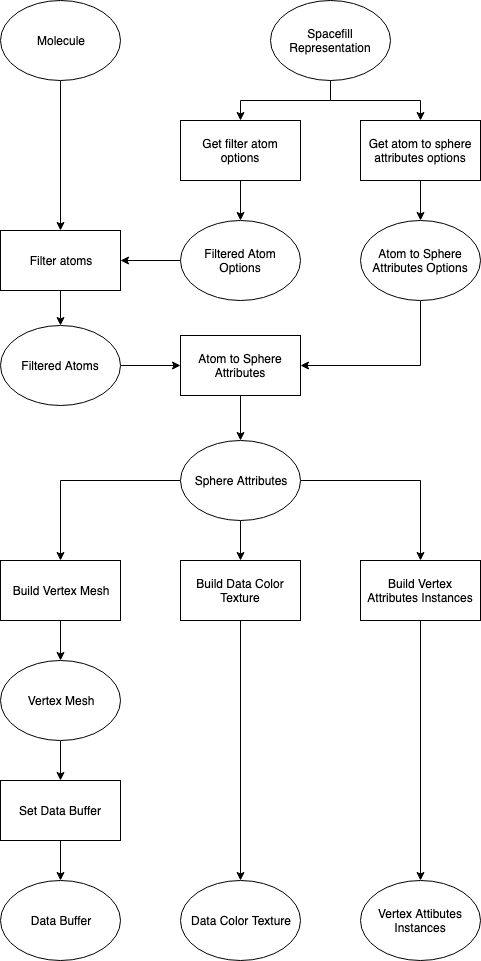 Molecule
Spacefill
Representation
Get filter atom
options
Get atom to sphere
attributes options
Filter atoms
Filtered Atom
Options
Atom to Sphere
Attributes Options
Filtered Atoms
Atom to Sphere
Attributes
Sphere Attributes
Build Vertex Mesh
Build Data Color
Texture
Build Vertex
Attributes Instances
Vertex Mesh
Set Data Buffer
Data Buffer
Data Color Texture
Vertex Attibutes
Instances